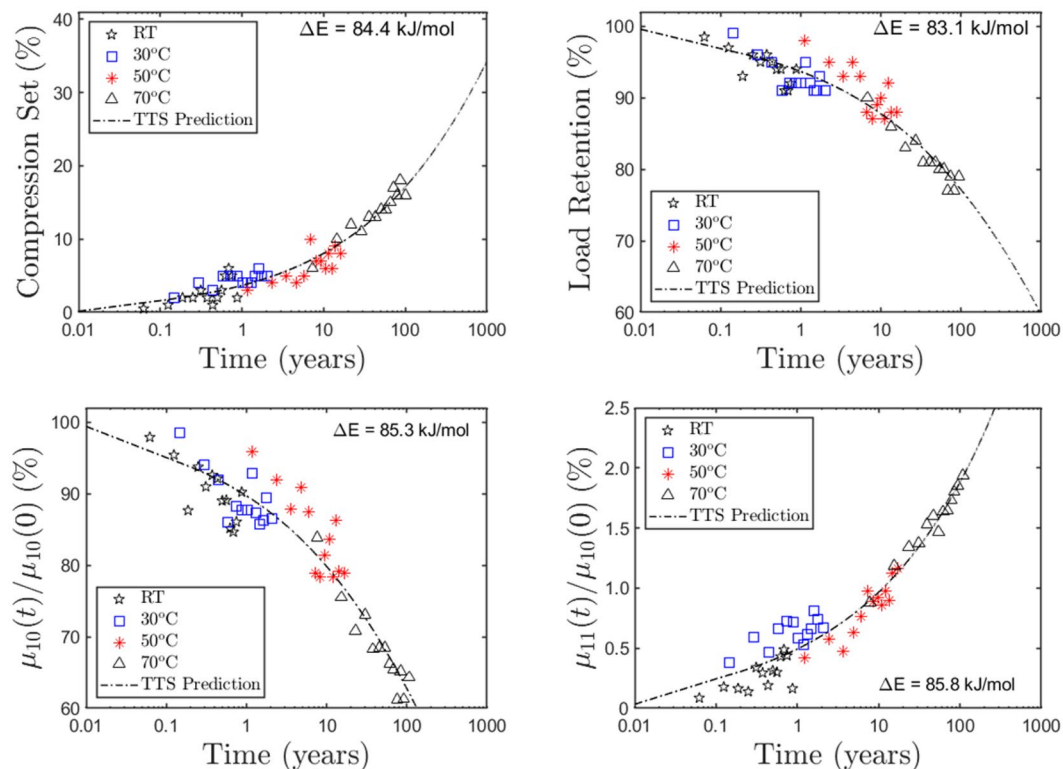 ΔE = 84.4 kJ/mol
RT
30°C
50°C
70°C
TTS Prediction
Compression Set (%)
40
30
20
10
0
0.01 0.1 1 10 100 1000
Time (years)
ΔE = 83.1 kJ/mol
RT
30°C
50°C
70°C
TTS Prediction
Load Retention (%)
100
90
80
70
60
0.01 0.1 1 10 100 1000
Time (years)
ΔE = 85.3 kJ/mol
RT
30°C
50°C
70°C
TTS Prediction
μ₁₀(t)/μ₁₀(0) (%)
100
90
80
70
60
0.01 0.1 1 10 100 1000
Time (years)
RT
30°C
50°C
70°C
TTS Prediction
ΔE = 85.8 kJ/mol
μ₁₁(t)/μ₁₀(0) (%)
2.5
2.0
1.5
1.0
0.5
0
0.01 0.1 1 10 100 1000
Time (years)